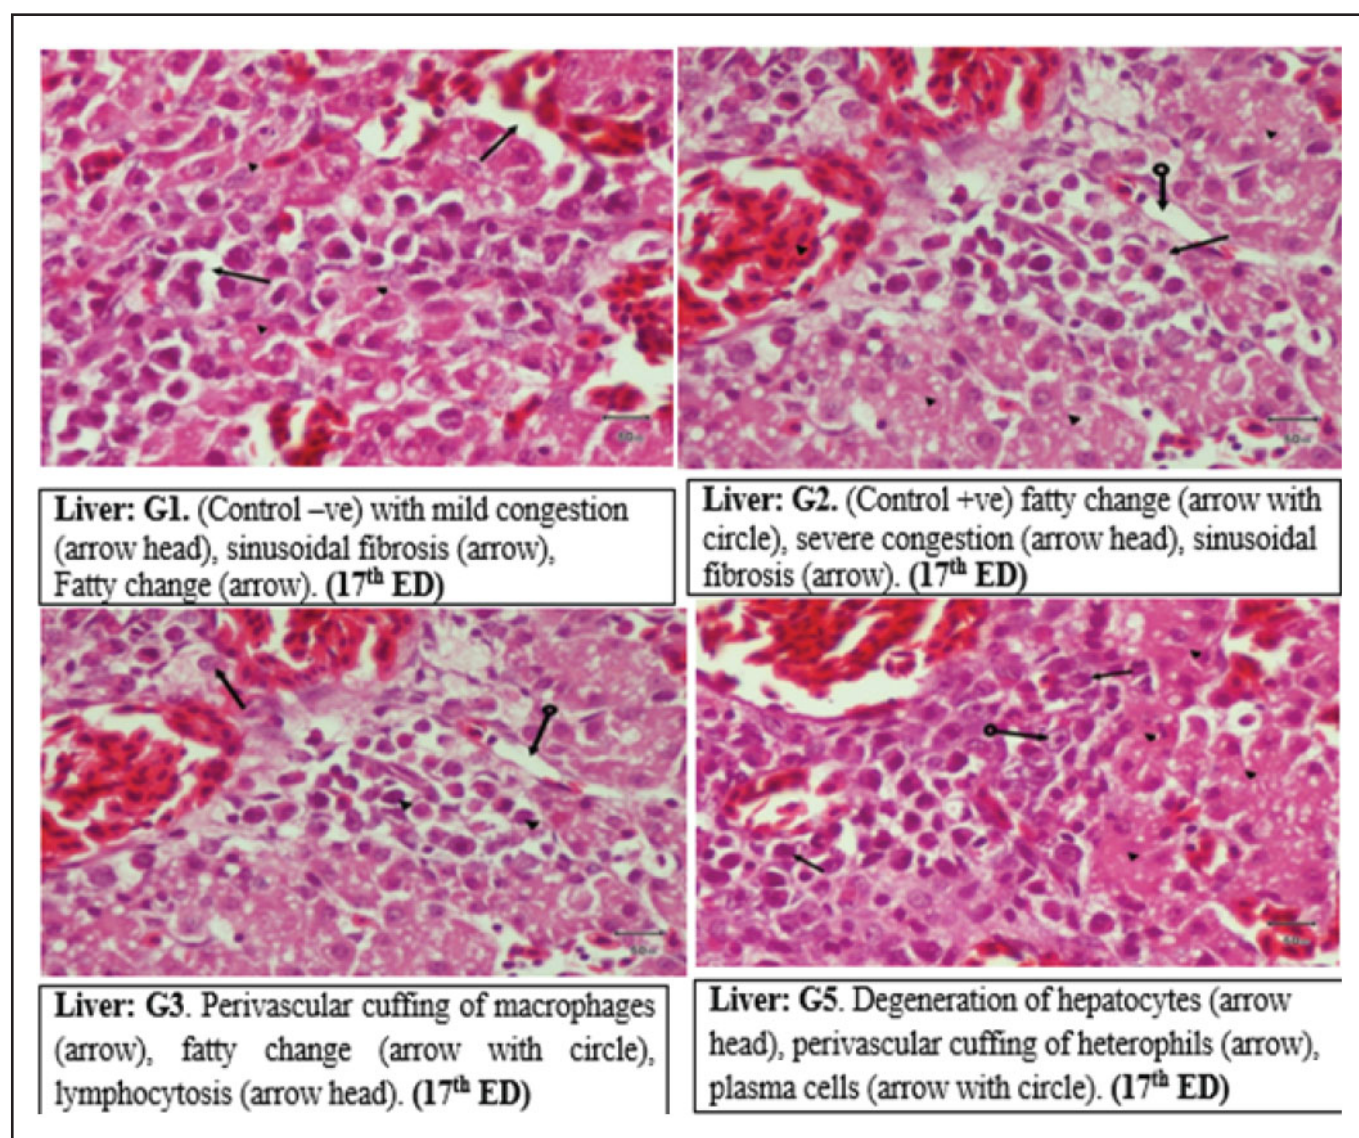 Liver: G1. (Control –ve) with mild congestion
(arrow head), sinusoidal fibrosis (arrow),
Fatty change (arrow). (17th ED)
Liver: G2. (Control +ve) fatty change (arrow with
circle), severe congestion (arrow head), sinusoidal
fibrosis (arrow). (17th ED)
Liver: G3. Perivascular cuffing of macrophages
(arrow), fatty change (arrow with circle),
lymphocytosis (arrow head). (17th ED)
Liver: G5. Degeneration of hepatocytes (arrow
head), perivascular cuffing of heterophils (arrow),
plasma cells (arrow with circle). (17th ED)